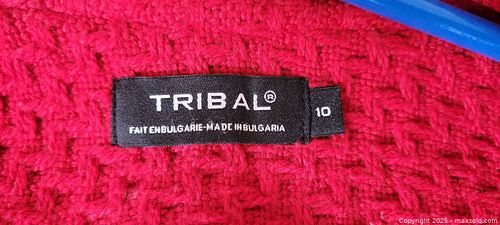 TRIBAL®
10
FAIT EN BULGARIE-MADE IN BULGARIA
Copyright 2025 - maxsold.com